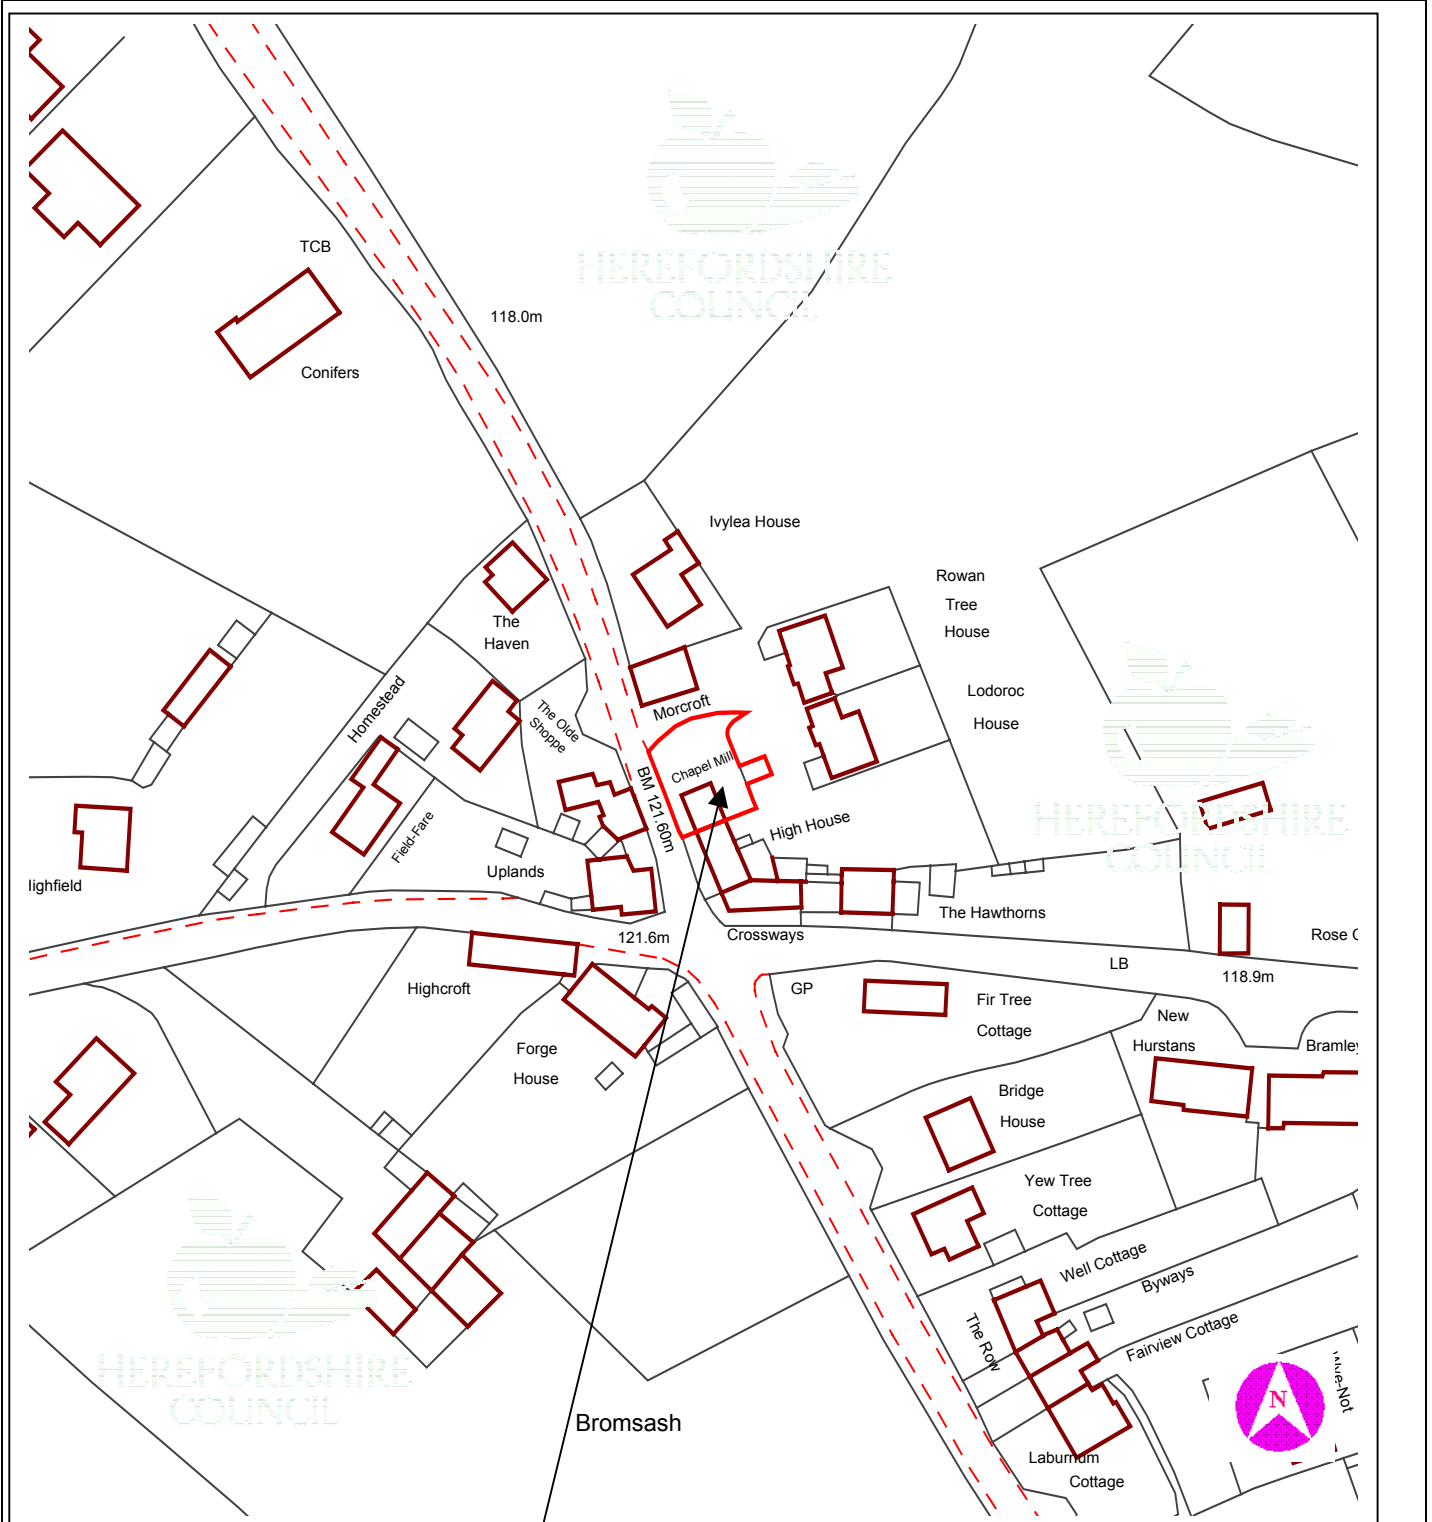 HEREFORDSHIRE
COUNCIL
TCB
118.0m
Conifers
Ivylea House
Rowan
Tree
House
The
Haven
Lodoroc
House
Homestead
The Olde
Shoppe
Morcroft
Chapel Mill
BM 121.60m
High House
HEREFORDSHIRE
COUNCIL
Field-Fare
Uplands
The Hawthorns
121.6m
Crossways
LB
118.9m
Highcroft
GP
Fir Tree
Cottage
New
Hurstans
Forge
House
Bridge
House
Yew Tree
Cottage
Well Cottage
Byways
Fairview Cottage
The Row
HEREFORDSHIRE
COUNCIL
N
Bromsash
Laburnum
Cottage